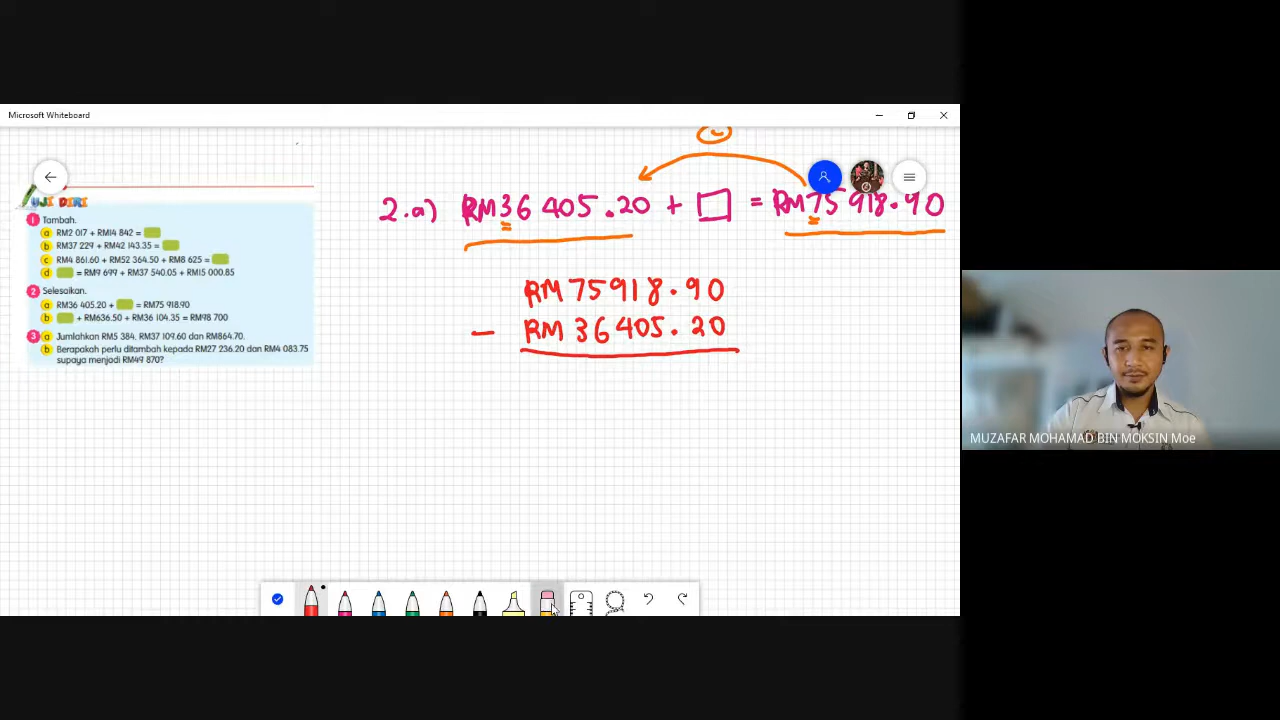 Microsoft Whiteboard
UJI DIRI
1 Tambah.
a RM2 017 + RM14 842 =
b RM37 229 + RM42 143.35 =
c RM4 861.60 + RM52 364.50 + RM8 625 =
d = RM9 699 + RM37 540.05 + RM15 000.85
2 Selesaikan.
a RM36 405.20 + = RM75 918.90
b + RM636.50 + RM36 104.35 = RM98 700
3 a Jumlahkan RM5 384, RM37 109.60 dan RM864.70.
b Berapakah perlu ditambah kepada RM27 236.20 dan RM4 083.75
supaya menjadi RM49 870?
2.a) RM36 405.20 + □ = RM75 918.90
RM75918.90
- RM36405.20
MUZAFAR MOHAMAD BIN MOKSIN Moe